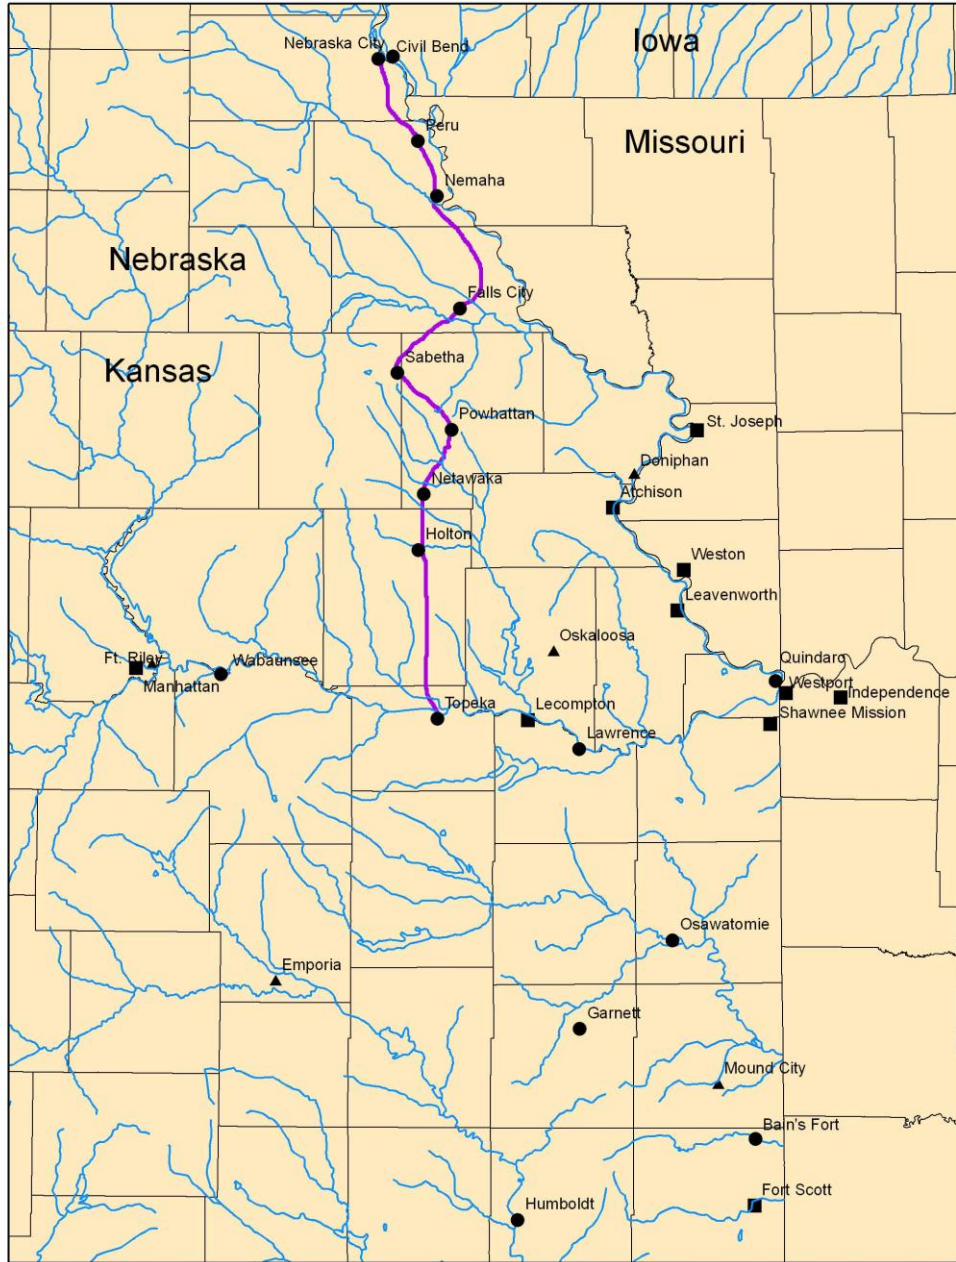 Iowa
Nebraska City
Civil Bend
Peru
Missouri
Nemaha
Nebraska
Falls City
Sabetha
Kansas
Powhattan
St. Joseph
Doniphan
Netawaka
Atchison
Holton
Weston
Leavenworth
Oskaloosa
Ft. Riley
Wabaunsee
Quindaro
Manhattan
Westport
Independence
Topeka
Lecompton
Shawnee Mission
Lawrence
Osawatomie
Emporia
Garnett
Mound City
Bain's Fort
Fort Scott
Humboldt